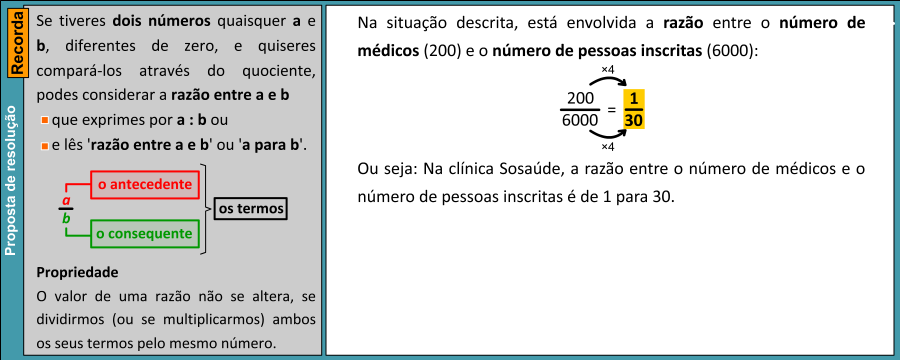 Proposta de resolução
Recorda
Se tiveres dois números quaisquer a e
b, diferentes de zero, e quiseres
compará-los através do quociente,
podes considerar a razão entre a e b
que exprimes por a : b ou
e lês 'razão entre a e b' ou 'a para b'.
a
b
o antecedente
o consequente
os termos
Propriedade
O valor de uma razão não se altera, se
dividirmos (ou se multiplicarmos) ambos
os seus termos pelo mesmo número.
Na situação descrita, está envolvida a razão entre o número de
médicos (200) e o número de pessoas inscritas (6000):
×4
200
6000
=
1
30
×4
Ou seja: Na clínica Sosaúde, a razão entre o número de médicos e o
número de pessoas inscritas é de 1 para 30.